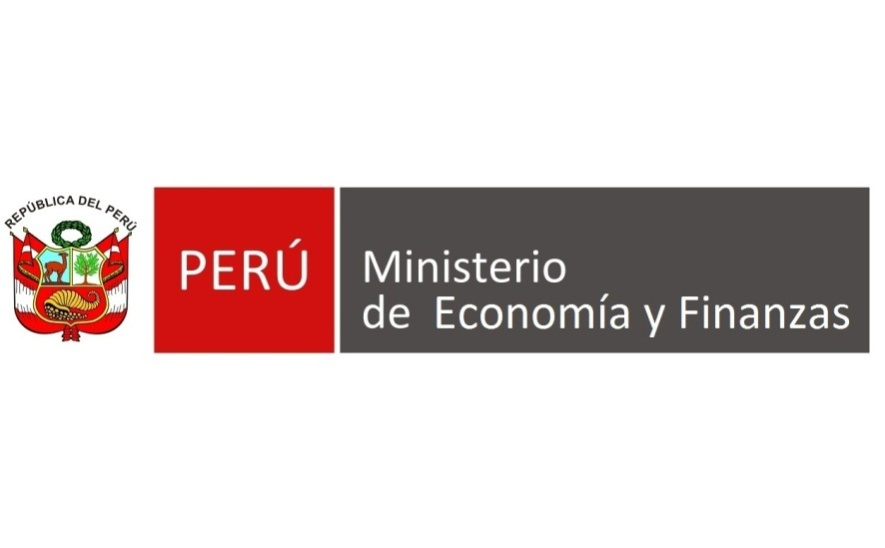 REPÚBLICA DEL PERÚ
PERÚ
Ministerio
de Economía y Finanzas